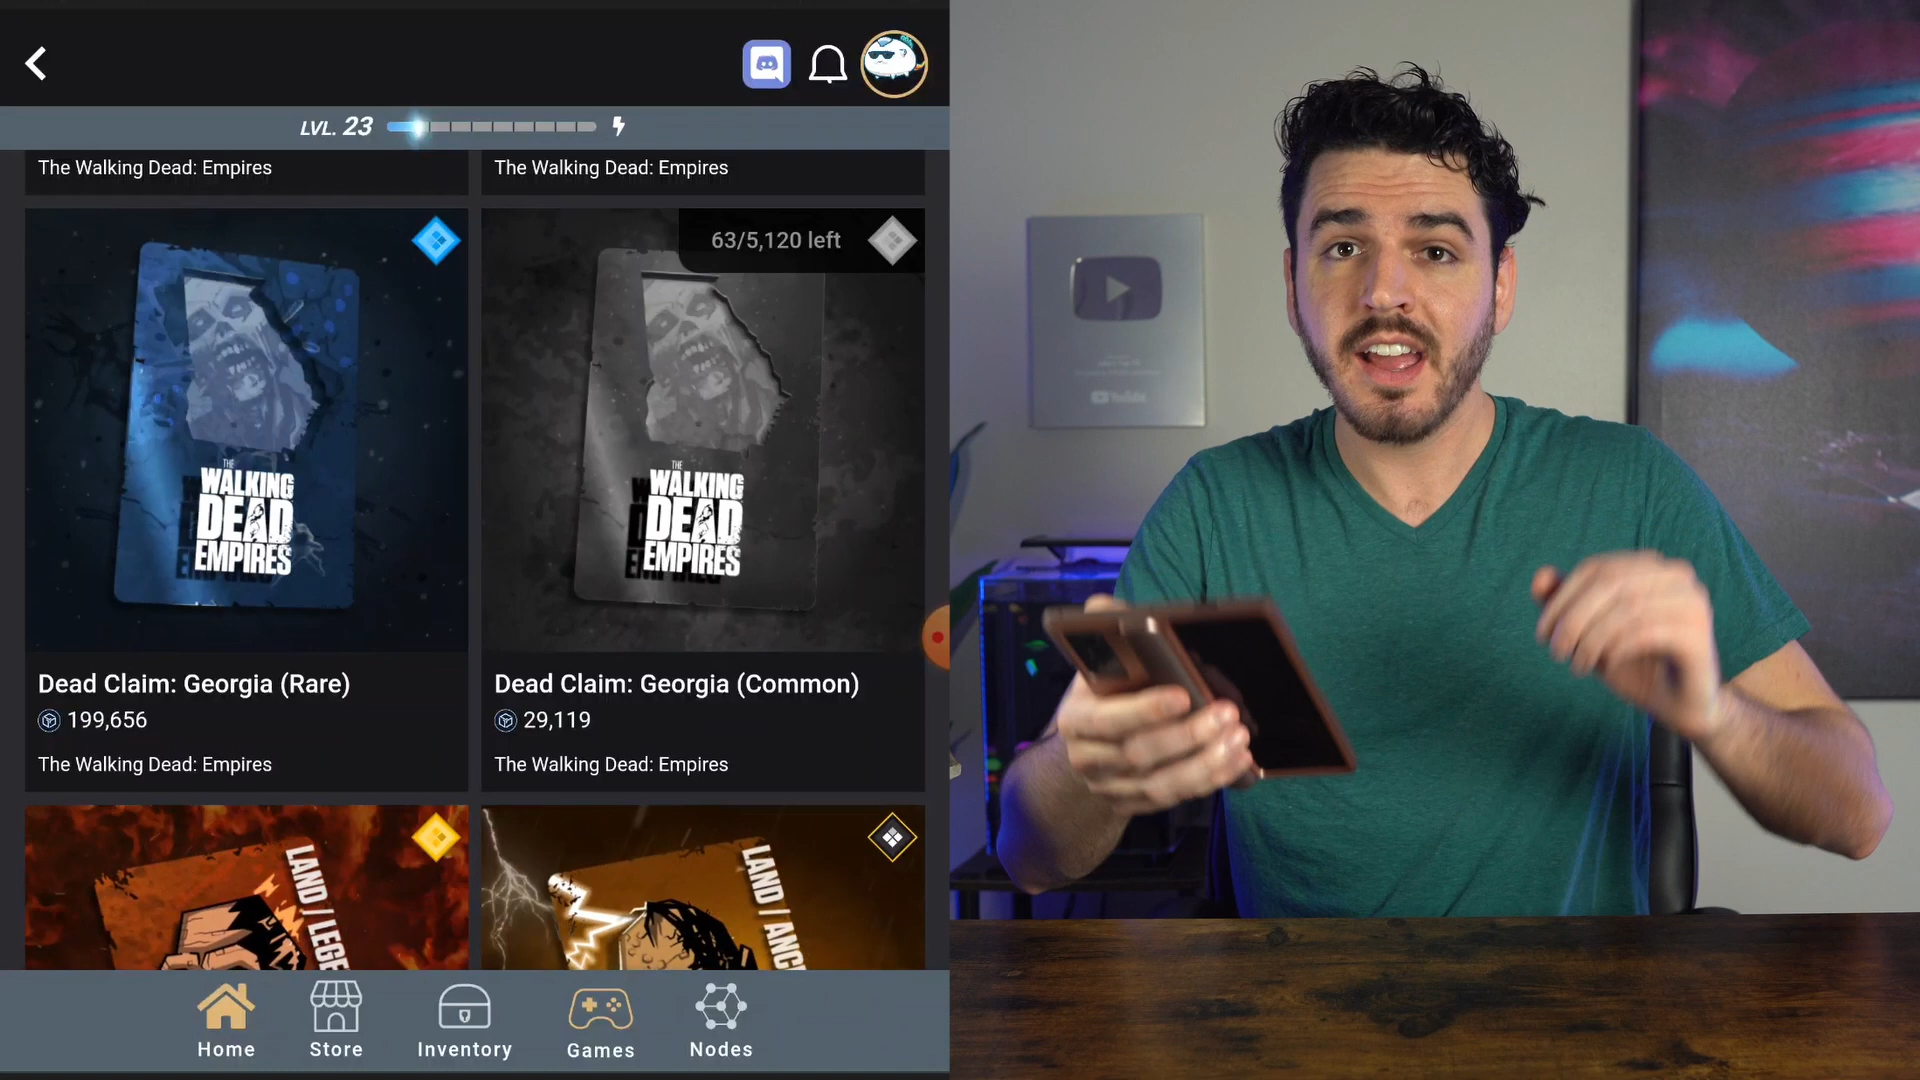 LVL. 23
The Walking Dead: Empires
The Walking Dead: Empires
63/5,120 left
THE
WALKING
DEAD
EMPIRES
THE
WALKING
DEAD
EMPIRES
Dead Claim: Georgia (Rare)
199,656
The Walking Dead: Empires
Dead Claim: Georgia (Common)
29,119
The Walking Dead: Empires
LAND / LEGE
LAND / ANCI
Home
Store
Inventory
Games
Nodes
YouTube